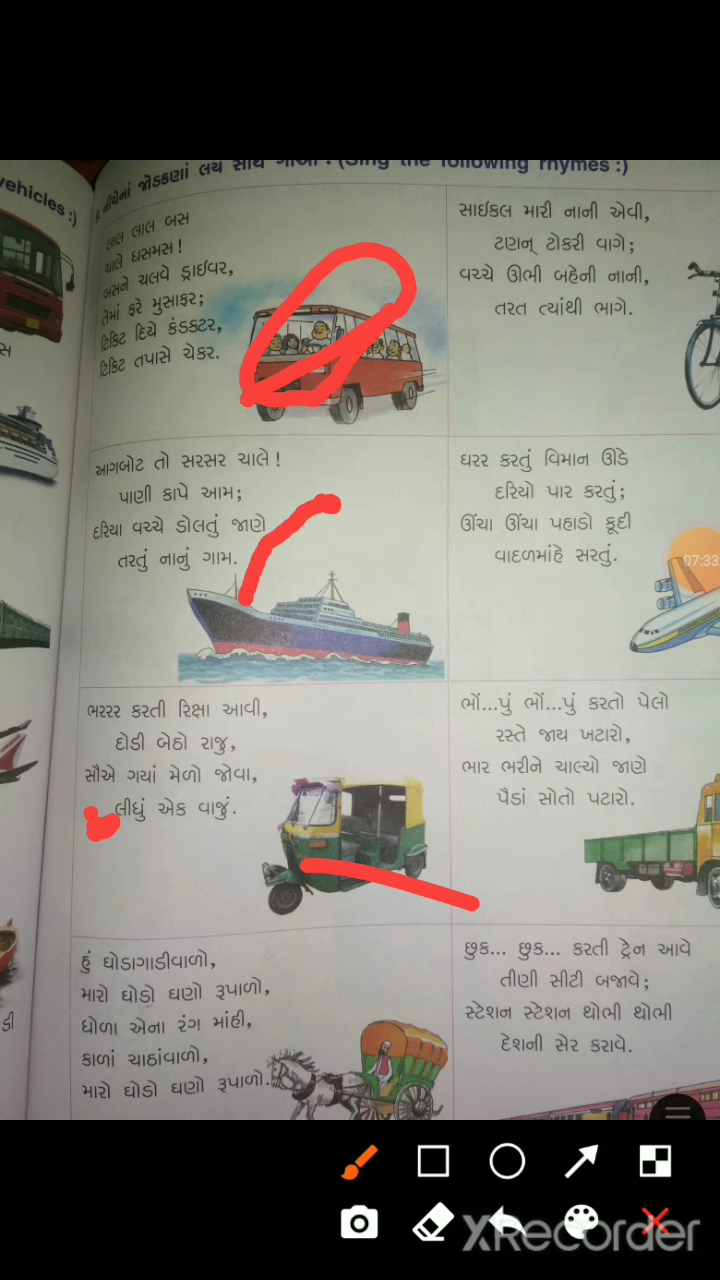 vehicles :)
નીચેનાં જોડકણાં લય સાથે ગાઓ : (Sing the following rhymes :)
લાલ લાલ બસ
ચાલે ધસમસ !
બસને ચલવે ડ્રાઈવર,
તેમાં ફરે મુસાફર;
ટિકિટ દિયે કંડક્ટર,
ટિકિટ તપાસે ચેકર.
સાઈકલ મારી નાની એવી,
ટણન્ ટોકરી વાગે;
વચ્ચે ઊભી બહેની નાની,
તરત ત્યાંથી ભાગે.
સ
આગબોટ તો સરસર ચાલે !
પાણી કાપે આમ;
દરિયા વચ્ચે ડોલતું જાણે
તરતું નાનું ગામ.
ઘરર કરતું વિમાન ઊડે
દરિયો પાર કરતું;
ઊંચા ઊંચા પહાડો કૂદી
વાદળમાંહે સરતું.
07:33
ભરરર કરતી રિક્ષા આવી,
દોડી બેઠો રાજુ,
સૌએ ગયાં મેળો જોવા,
લીધું એક વાજું.
ભોં...પું ભોં...પું કરતો પેલો
રસ્તે જાય ખટારો,
ભાર ભરીને ચાલ્યો જાણે
પૈડાં સોતો પટારો.
હું ઘોડાગાડીવાળો,
મારો ઘોડો ઘણો રૂપાળો,
ધોળા એના રંગ માંહી,
કાળાં ચાઠાંવાળો,
મારો ઘોડો ઘણો રૂપાળો.
છુક... છુક... કરતી ટ્રેન આવે
તીણી સીટી બજાવે;
સ્ટેશન સ્ટેશન થોભી થોભી
દેશની સેર કરાવે.
ડી
XRecorder